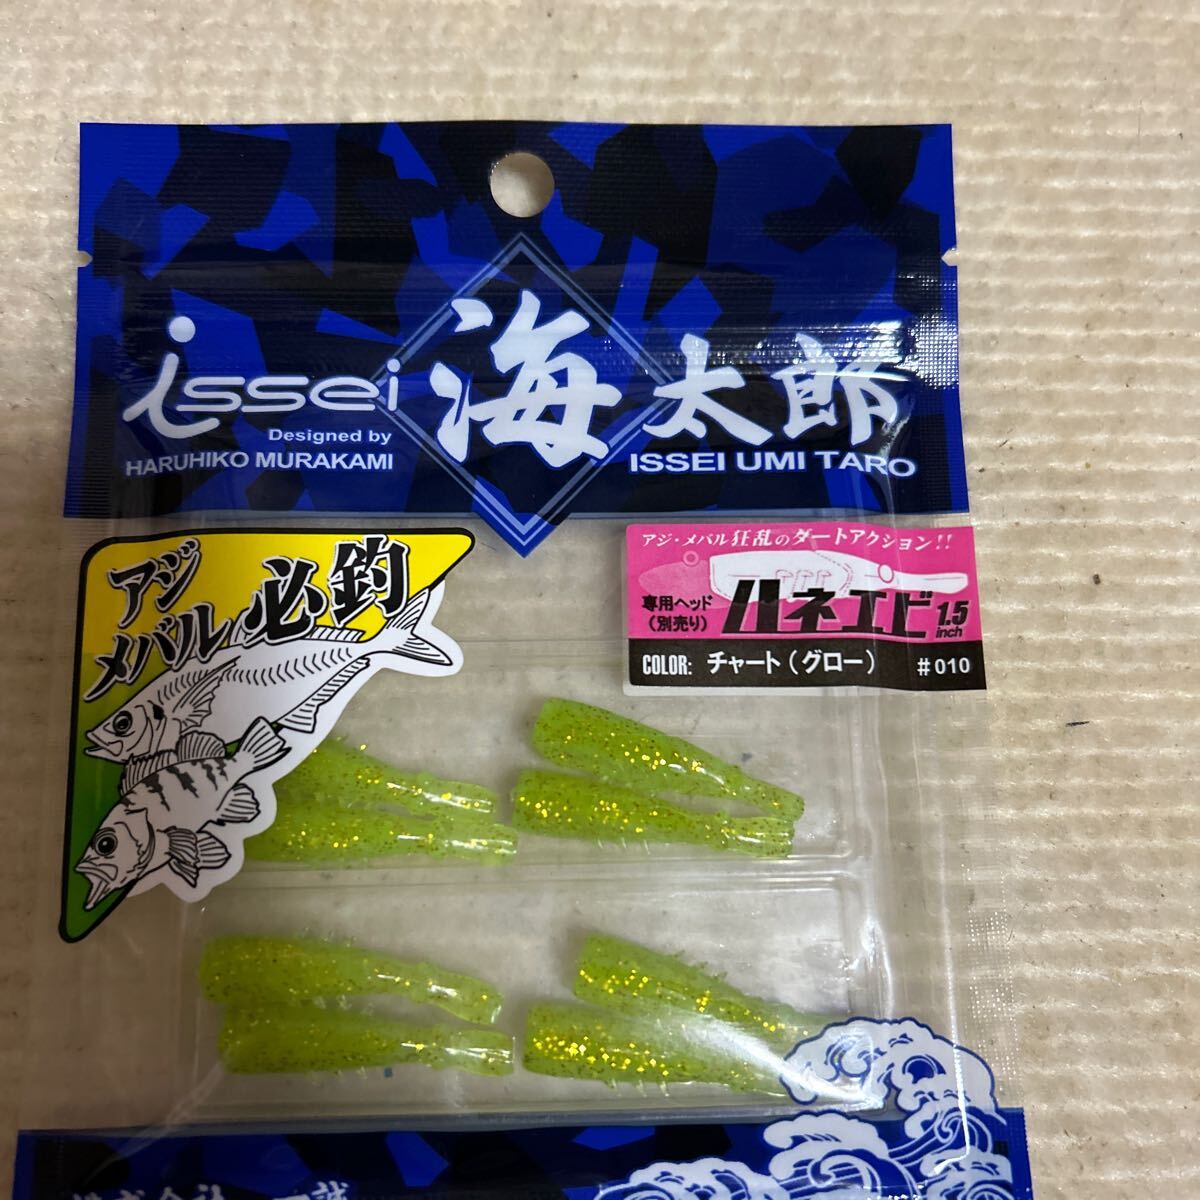 issei 海太郎
Designed by
HARUHIKO MURAKAMI
ISSEI UMI TARO
アジ
メバル 必釣
アジ・メバル狂乱のダートアクション!!
専用ヘッド
(別売り)
ハネエビ 1.5
inch
COLOR: チャート(グロー) #010